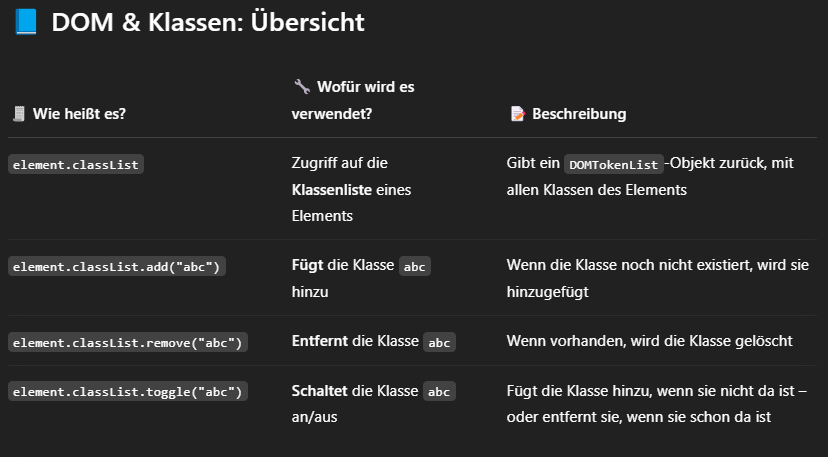 📘 DOM & Klassen: Übersicht
🧾 Wie heißt es?
🔧 Wofür wird es
verwendet?
📝 Beschreibung
element.classList
Zugriff auf die
Klassenliste eines
Elements
Gibt ein DOMTokenList-Objekt zurück, mit
allen Klassen des Elements
element.classList.add("abc")
Fügt die Klasse abc
hinzu
Wenn die Klasse noch nicht existiert, wird sie
hinzugefügt
element.classList.remove("abc")
Entfernt die Klasse abc
Wenn vorhanden, wird die Klasse gelöscht
element.classList.toggle("abc")
Schaltet die Klasse abc
an/aus
Fügt die Klasse hinzu, wenn sie nicht da ist –
oder entfernt sie, wenn sie schon da ist